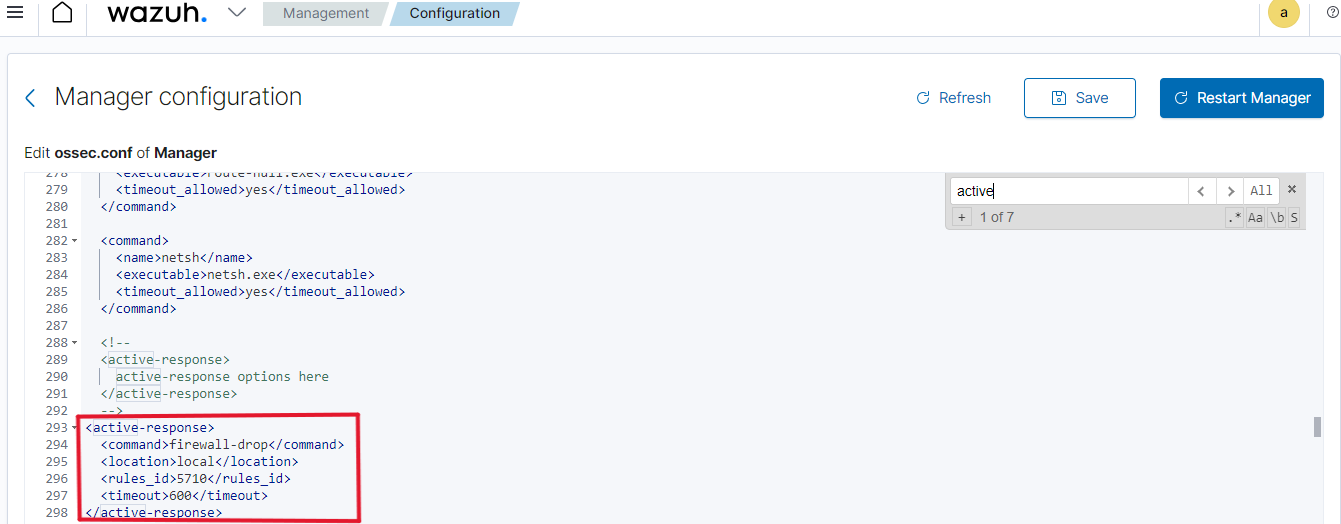 wazuh. Management Configuration a
Manager configuration Refresh Save Restart Manager
Edit ossec.conf of Manager
278 <executable>route-null.exe</executable>
279 <timeout_allowed>yes</timeout_allowed>
280 </command>
281
282 <command>
283 <name>netsh</name>
284 <executable>netsh.exe</executable>
285 <timeout_allowed>yes</timeout_allowed>
286 </command>
287
288 <!--
289 <active-response>
290 active-response options here
291 </active-response>
292 -->
293 <active-response>
294 <command>firewall-drop</command>
295 <location>local</location>
296 <rules_id>5710</rules_id>
297 <timeout>600</timeout>
298 </active-response>
active < > All ×
+ 1 of 7 .* Aa \b S